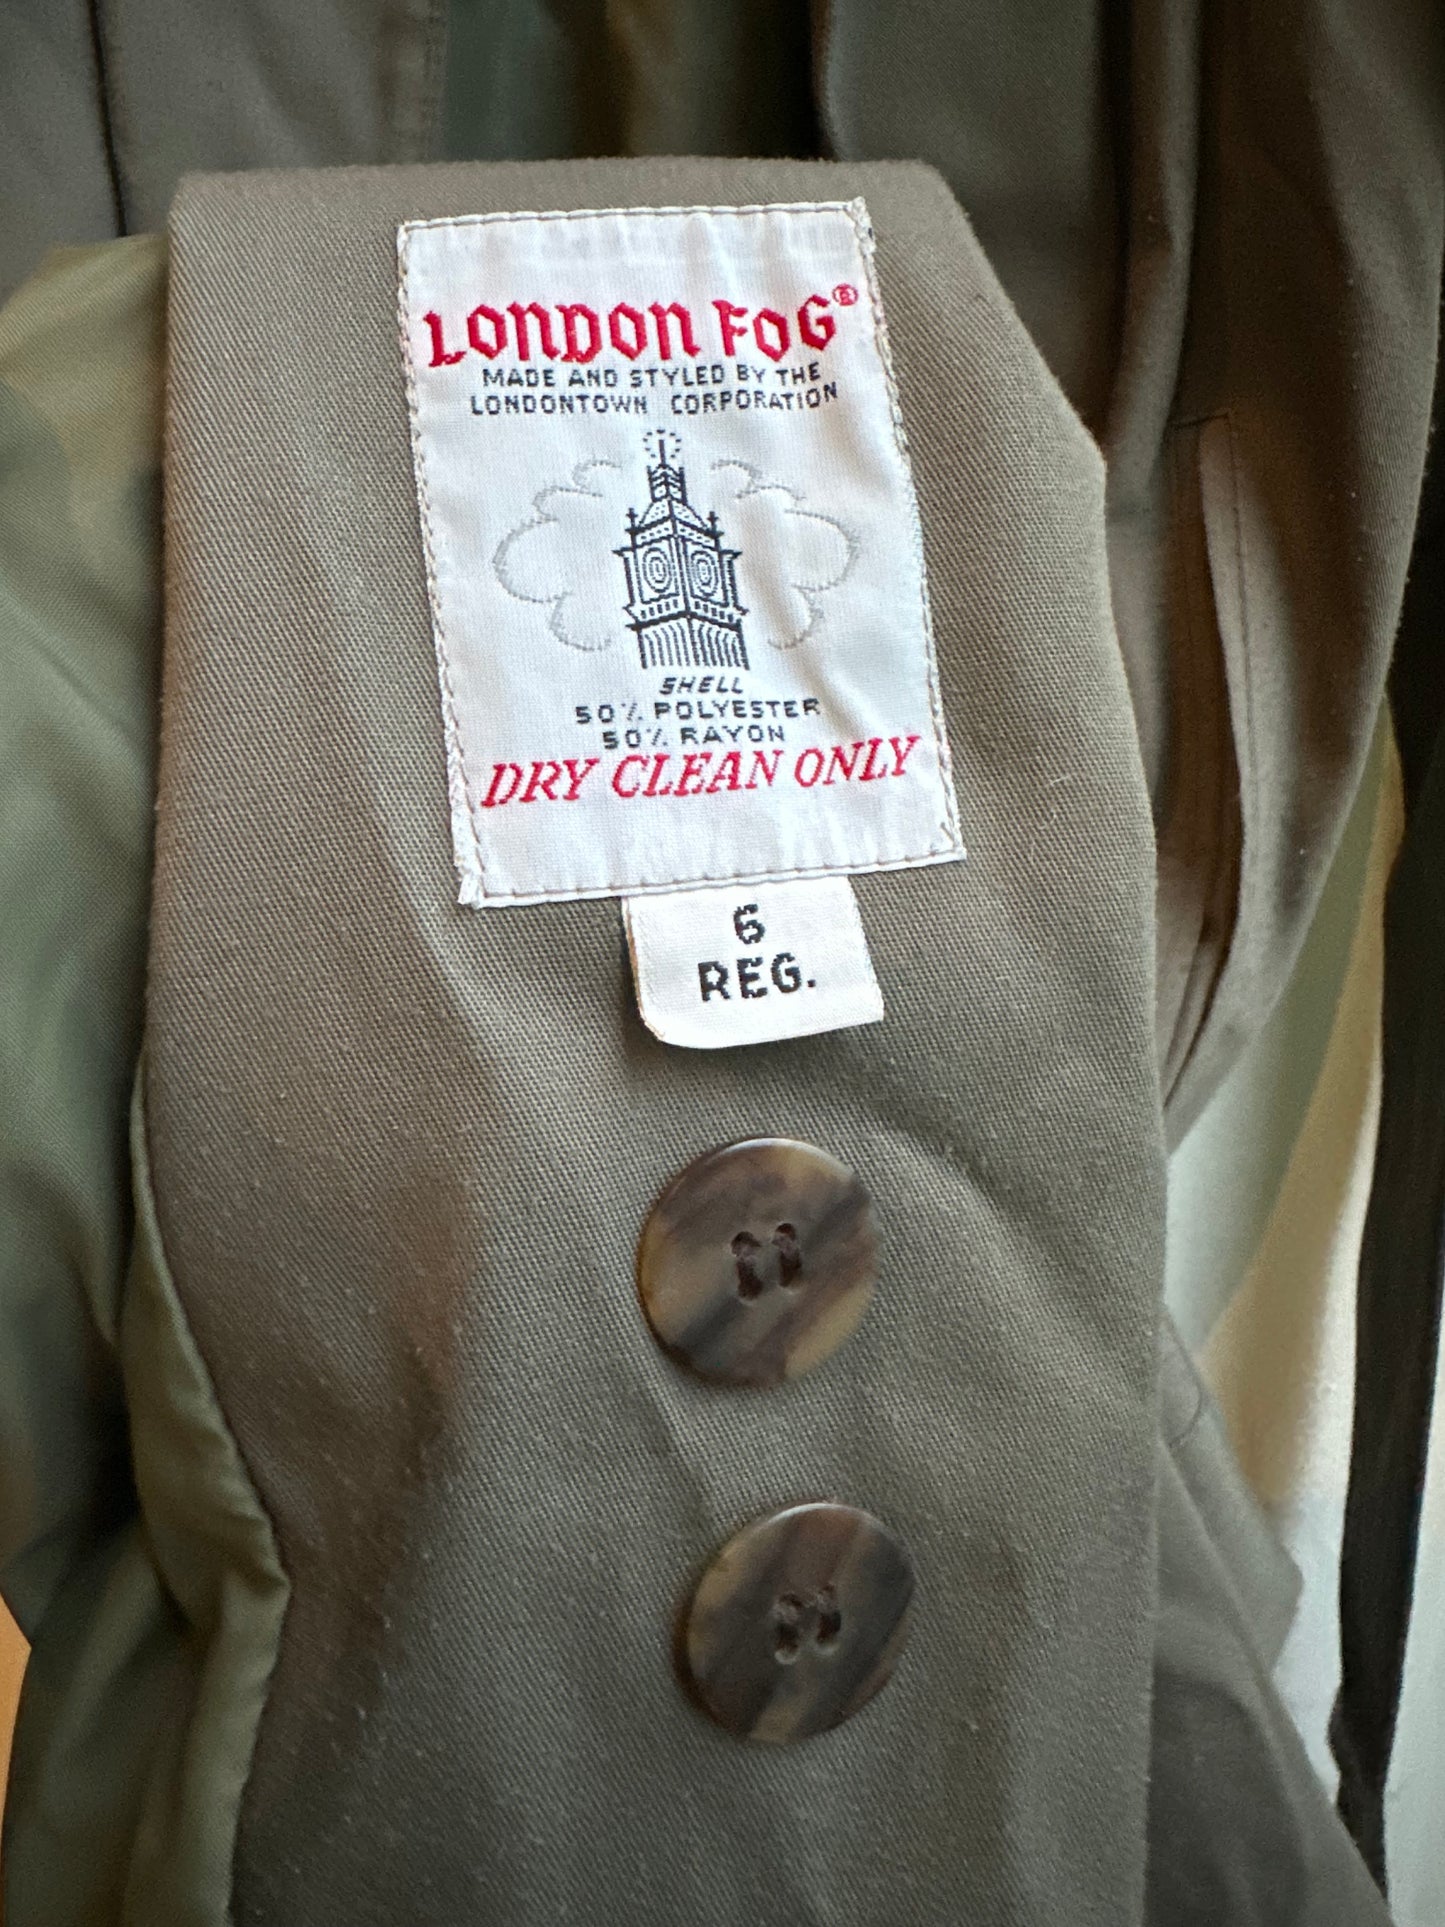 LONDON FOG®
MADE AND STYLED BY THE
LONDONTOWN CORPORATION
SHELL
50% POLYESTER
50% RAYON
DRY CLEAN ONLY
6
REG.